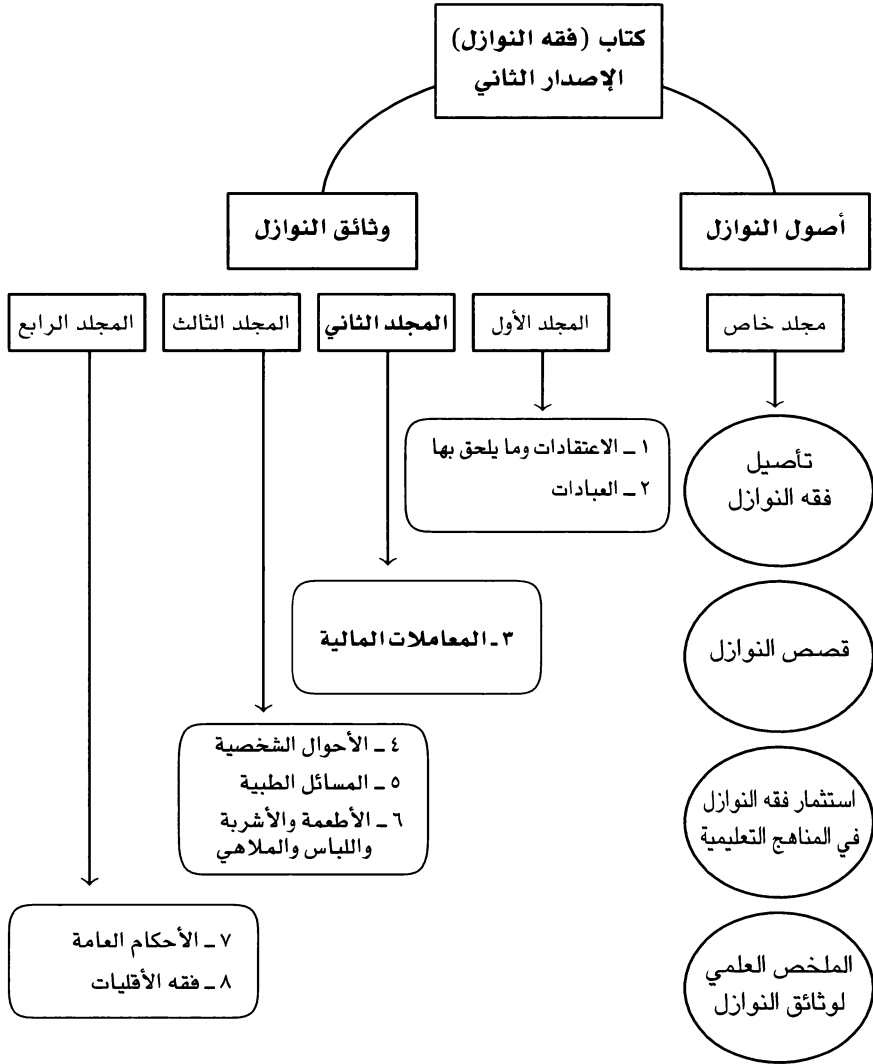 كتاب (فقه النوازل)
الإصدار الثاني
أصول النوازل
وثائق النوازل
مجلد خاص
المجلد الأول
المجلد الثاني
المجلد الثالث
المجلد الرابع
تأصيل
فقه النوازل
قصص النوازل
استثمار فقه النوازل
في المناهج التعليمية
الملخص العلمي
لوثائق النوازل
١ ـ الاعتقادات وما يلحق بها
٢ ـ العبادات
٣ ـ المعاملات المالية
٤ ـ الأحوال الشخصية
٥ ـ المسائل الطبية
٦ ـ الأطعمة والأشربة
واللباس والملاهي
٧ ـ الأحكام العامة
٨ ـ فقه الأقليات